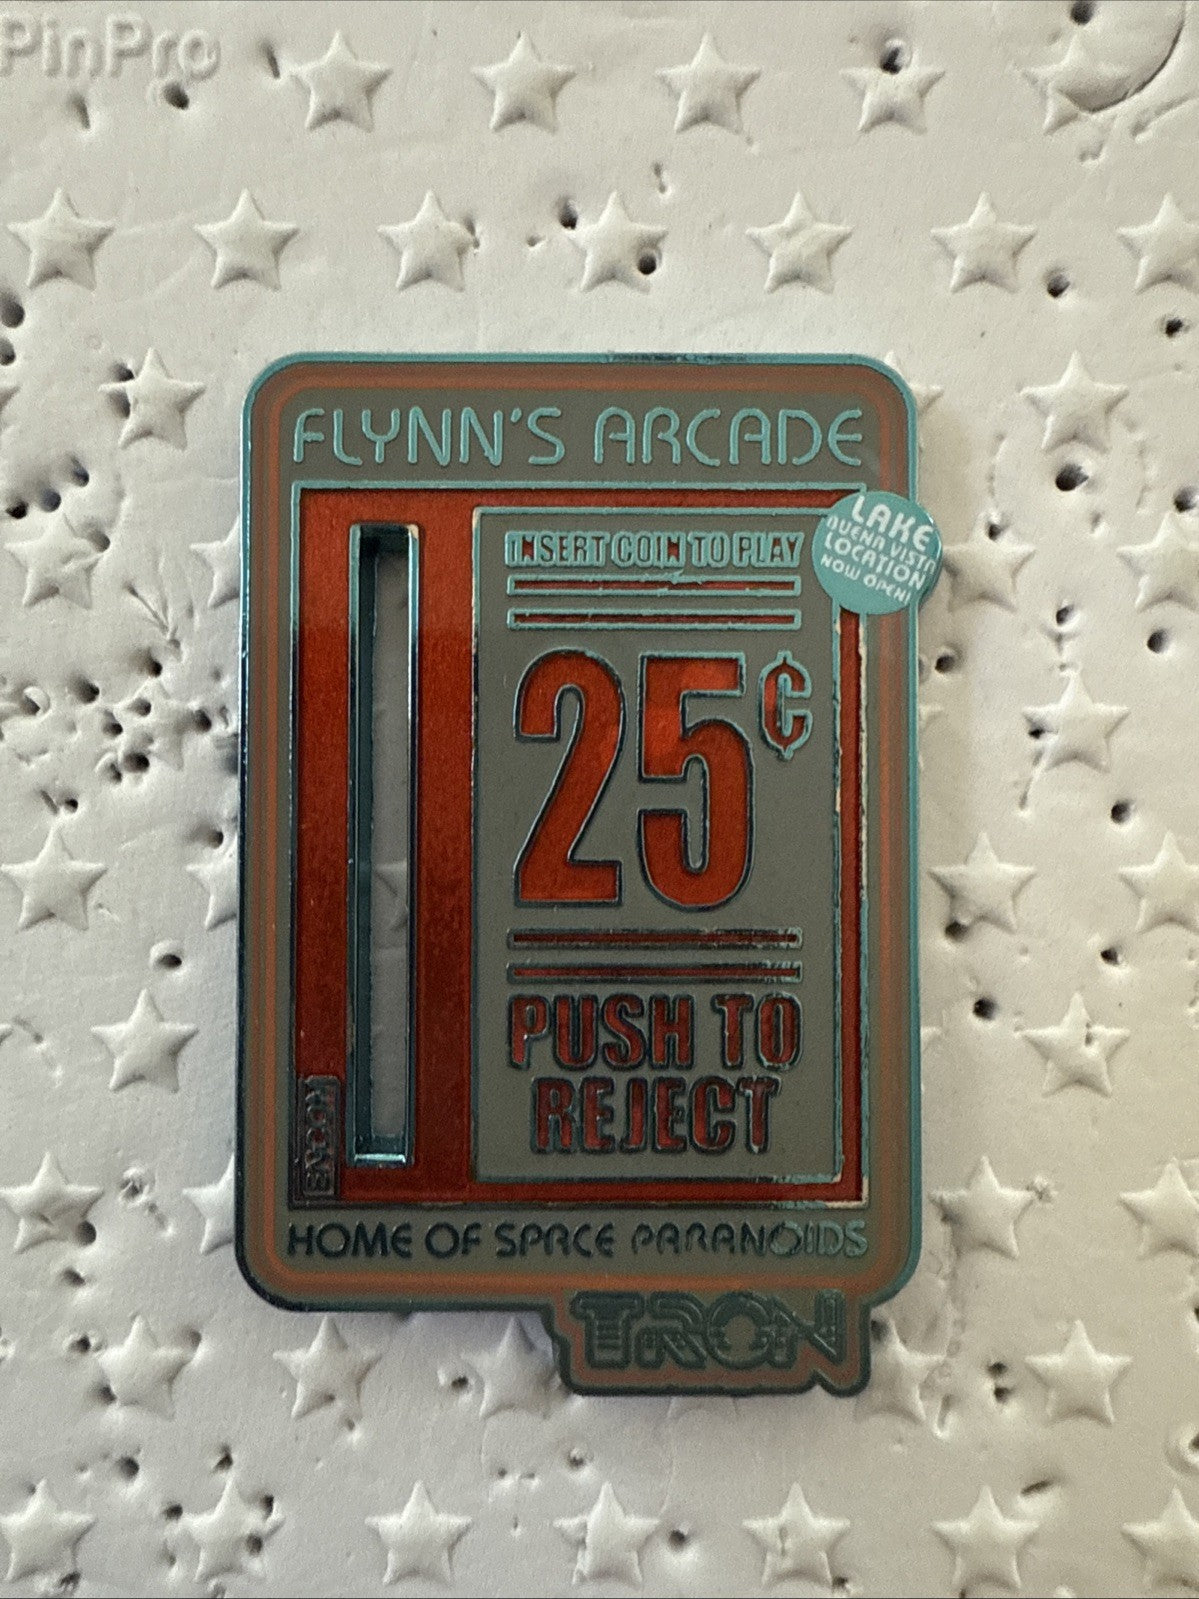 PinPro
FLYNN'S ARCADE
LAKE
BUENA VISTA
LOCATION
NOW OPEN!
INSERT COIN TO PLAY
25¢
PUSH TO
REJECT
HOME OF SPACE PARANOIDS
TRON